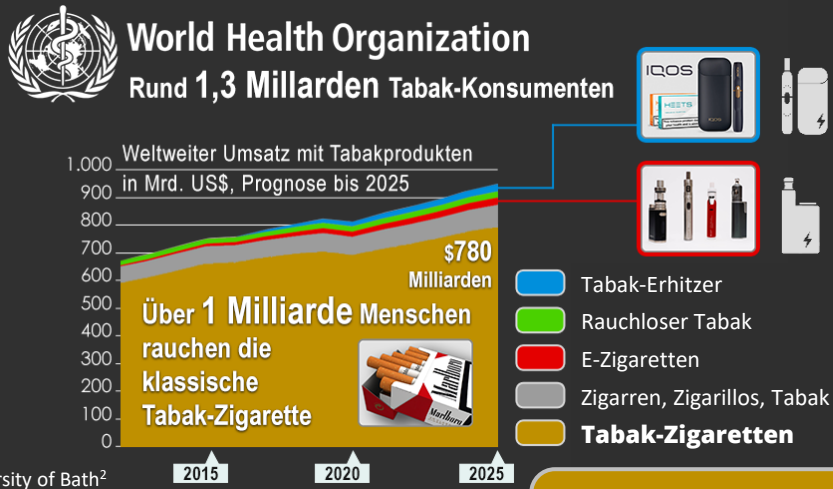 World Health Organization
Rund 1,3 Millarden Tabak-Konsumenten
IQOS
HEETS
Weltweiter Umsatz mit Tabakprodukten
in Mrd. US$, Prognose bis 2025
1.000
900
800
700
600
500
400
300
200
100
0
$780
Milliarden
Über 1 Milliarde Menschen
rauchen die
klassische
Tabak-Zigarette
Marlboro
Marlboro
Tabak-Erhitzer
Rauchloser Tabak
E-Zigaretten
Zigarren, Zigarillos, Tabak
Tabak-Zigaretten
2015
2020
2025
rsity of Bath²